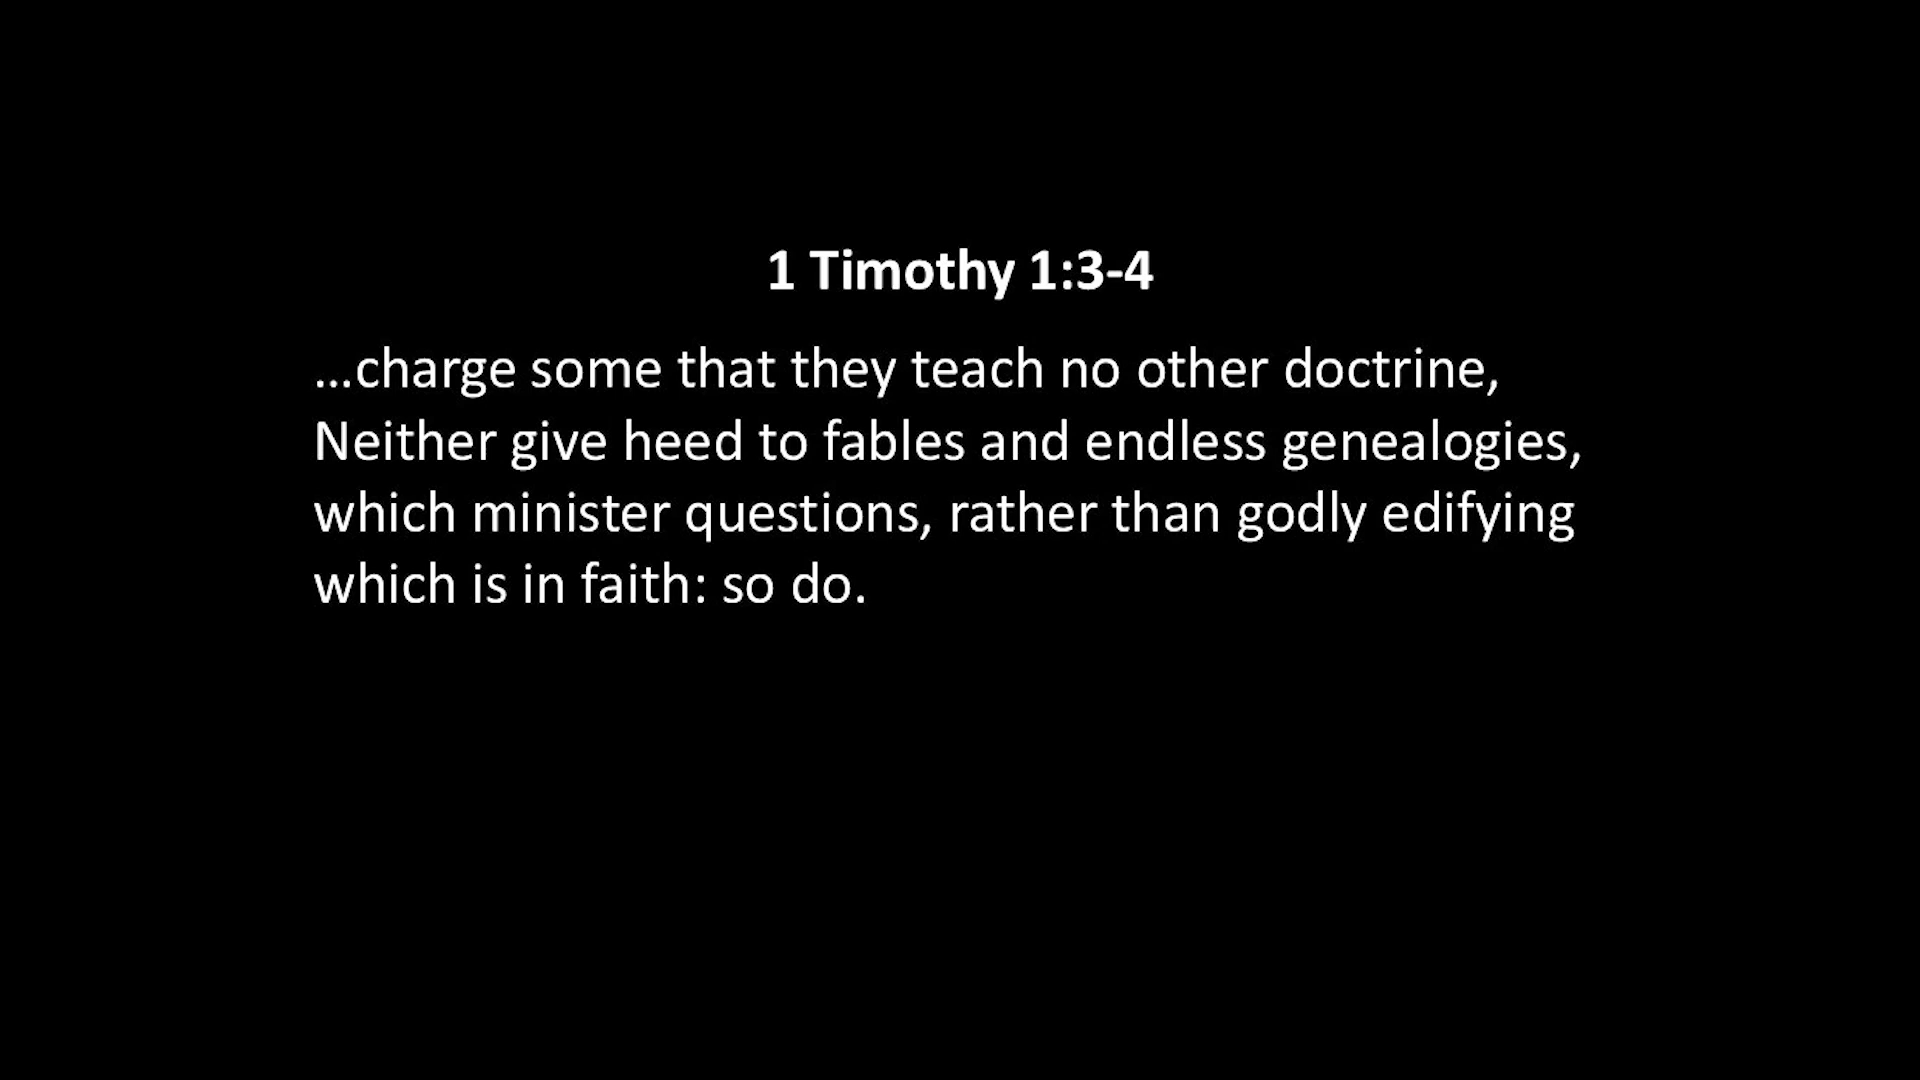 1 Timothy 1:3-4
...charge some that they teach no other doctrine,
Neither give heed to fables and endless genealogies,
which minister questions, rather than godly edifying
which is in faith: so do.